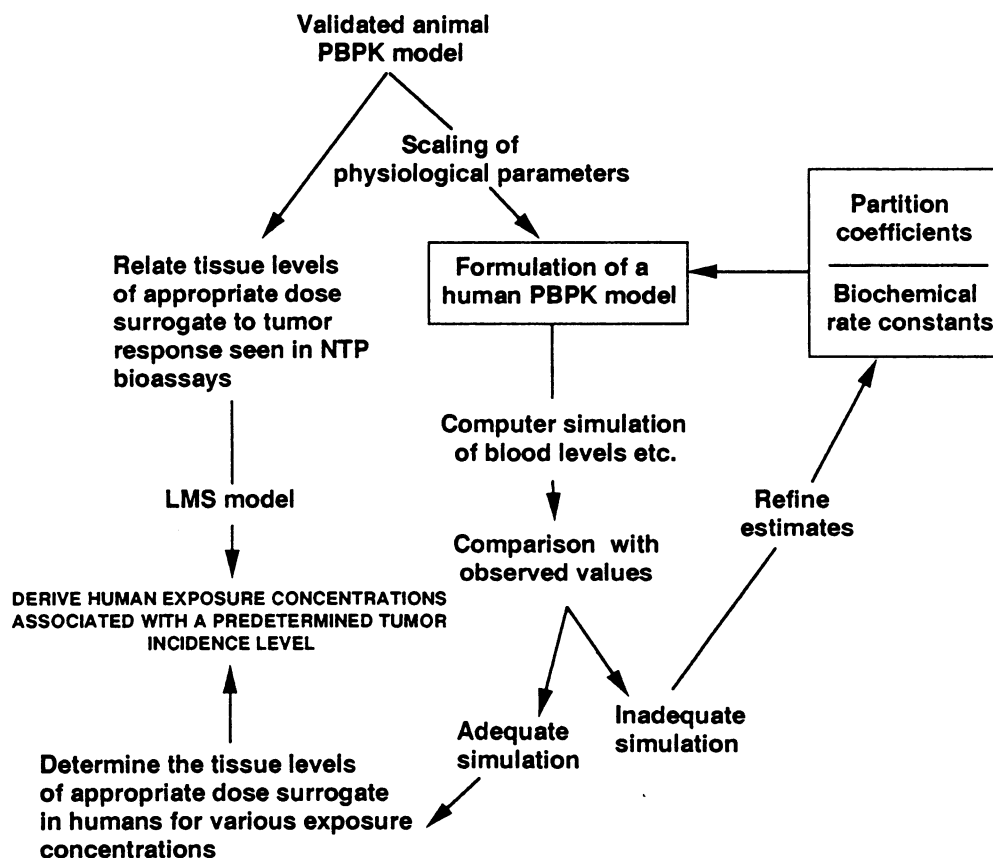 Validated animal
PBPK model
Scaling of
physiological parameters
Partition
coefficients
Biochemical
rate constants
Relate tissue levels
of appropriate dose
surrogate to tumor
response seen in NTP
bioassays
Formulation of a
human PBPK model
Computer simulation
of blood levels etc.
LMS model
Refine
estimates
Comparison with
observed values
DERIVE HUMAN EXPOSURE CONCENTRATIONS
ASSOCIATED WITH A PREDETERMINED TUMOR
INCIDENCE LEVEL
Adequate
simulation
Inadequate
simulation
Determine the tissue levels
of appropriate dose surrogate
in humans for various exposure
concentrations